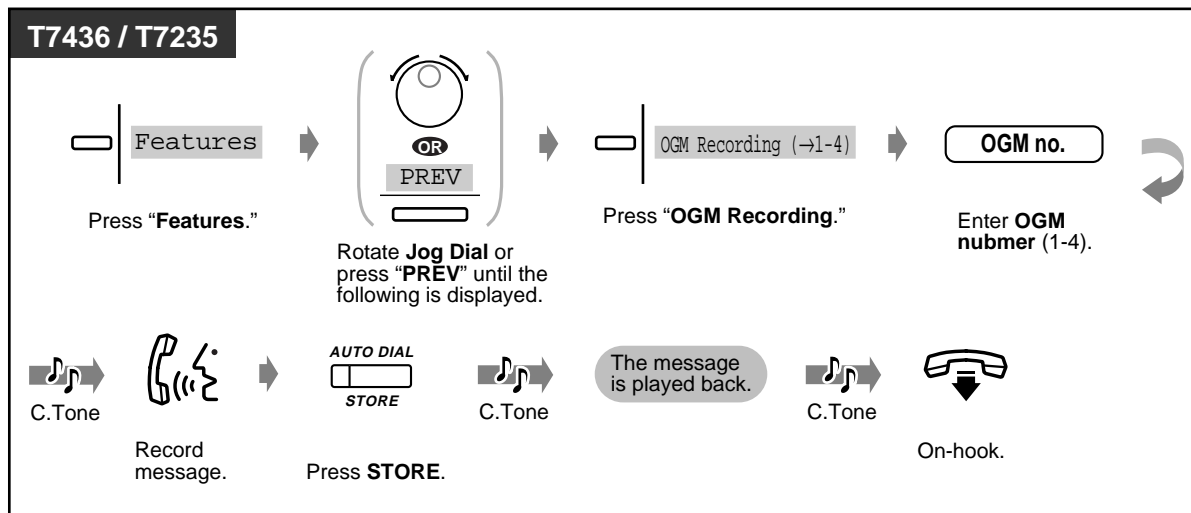 T7436 / T7235
Features
OR
PREV
OGM Recording (→1-4)
OGM no.
Press “Features.”
Rotate Jog Dial or
press “PREV” until the
following is displayed.
Press “OGM Recording.”
Enter OGM
nubmer (1-4).
C.Tone
Record
message.
AUTO DIAL
STORE
Press STORE.
C.Tone
The message
is played back.
C.Tone
On-hook.